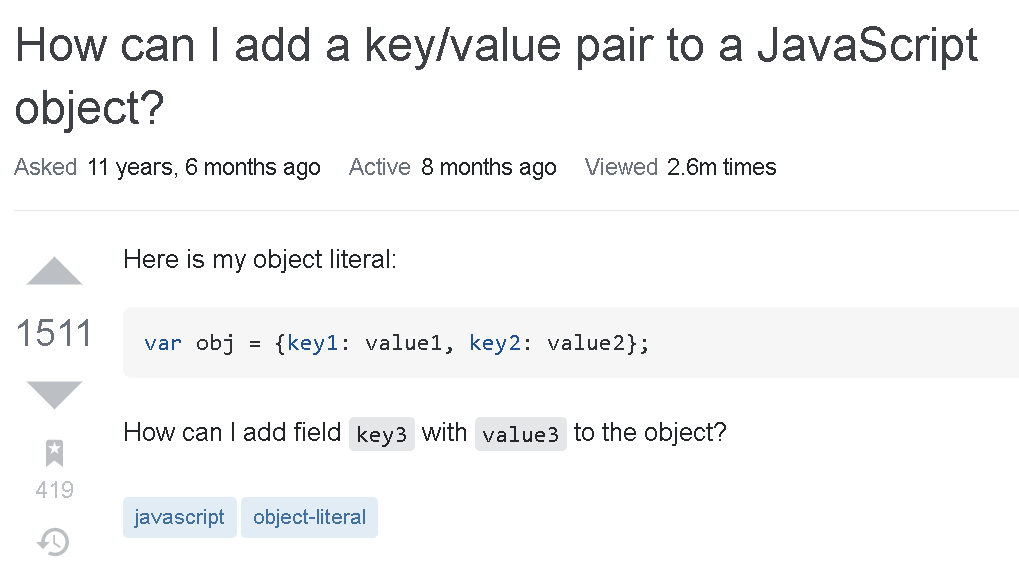 How can I add a key/value pair to a JavaScript
object?
Asked 11 years, 6 months ago Active 8 months ago Viewed 2.6m times
Here is my object literal:
1511
var obj = {key1: value1, key2: value2};
How can I add field key3 with value3 to the object?
419
javascript object-literal